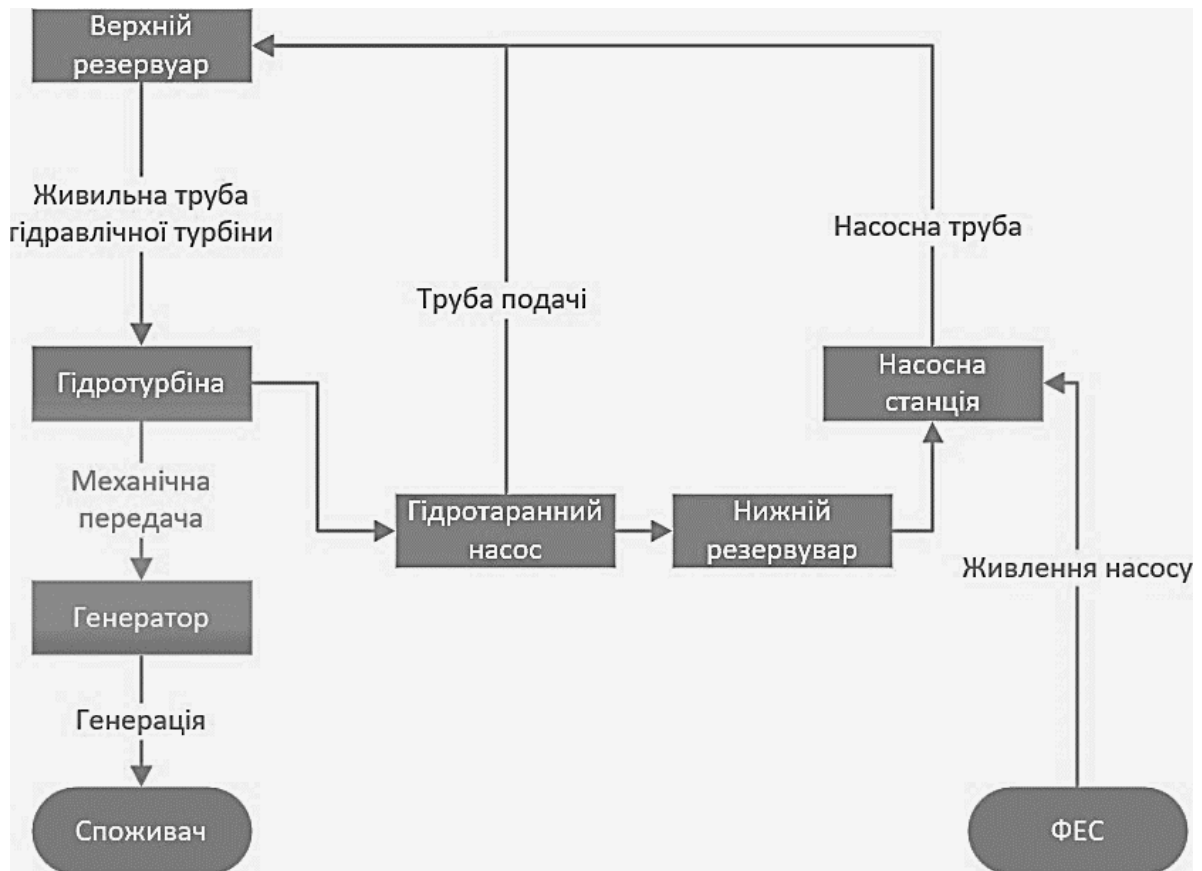 Верхній
резервуар
Живильна труба
гідравлічної турбіни
Насосна труба
Труба подачі
Гідротурбіна
Насосна
станція
Механічна
передача
Гідротаранний
насос
Нижній
резервувар
Живлення насосу
Генератор
Генерація
Споживач
ФЕС